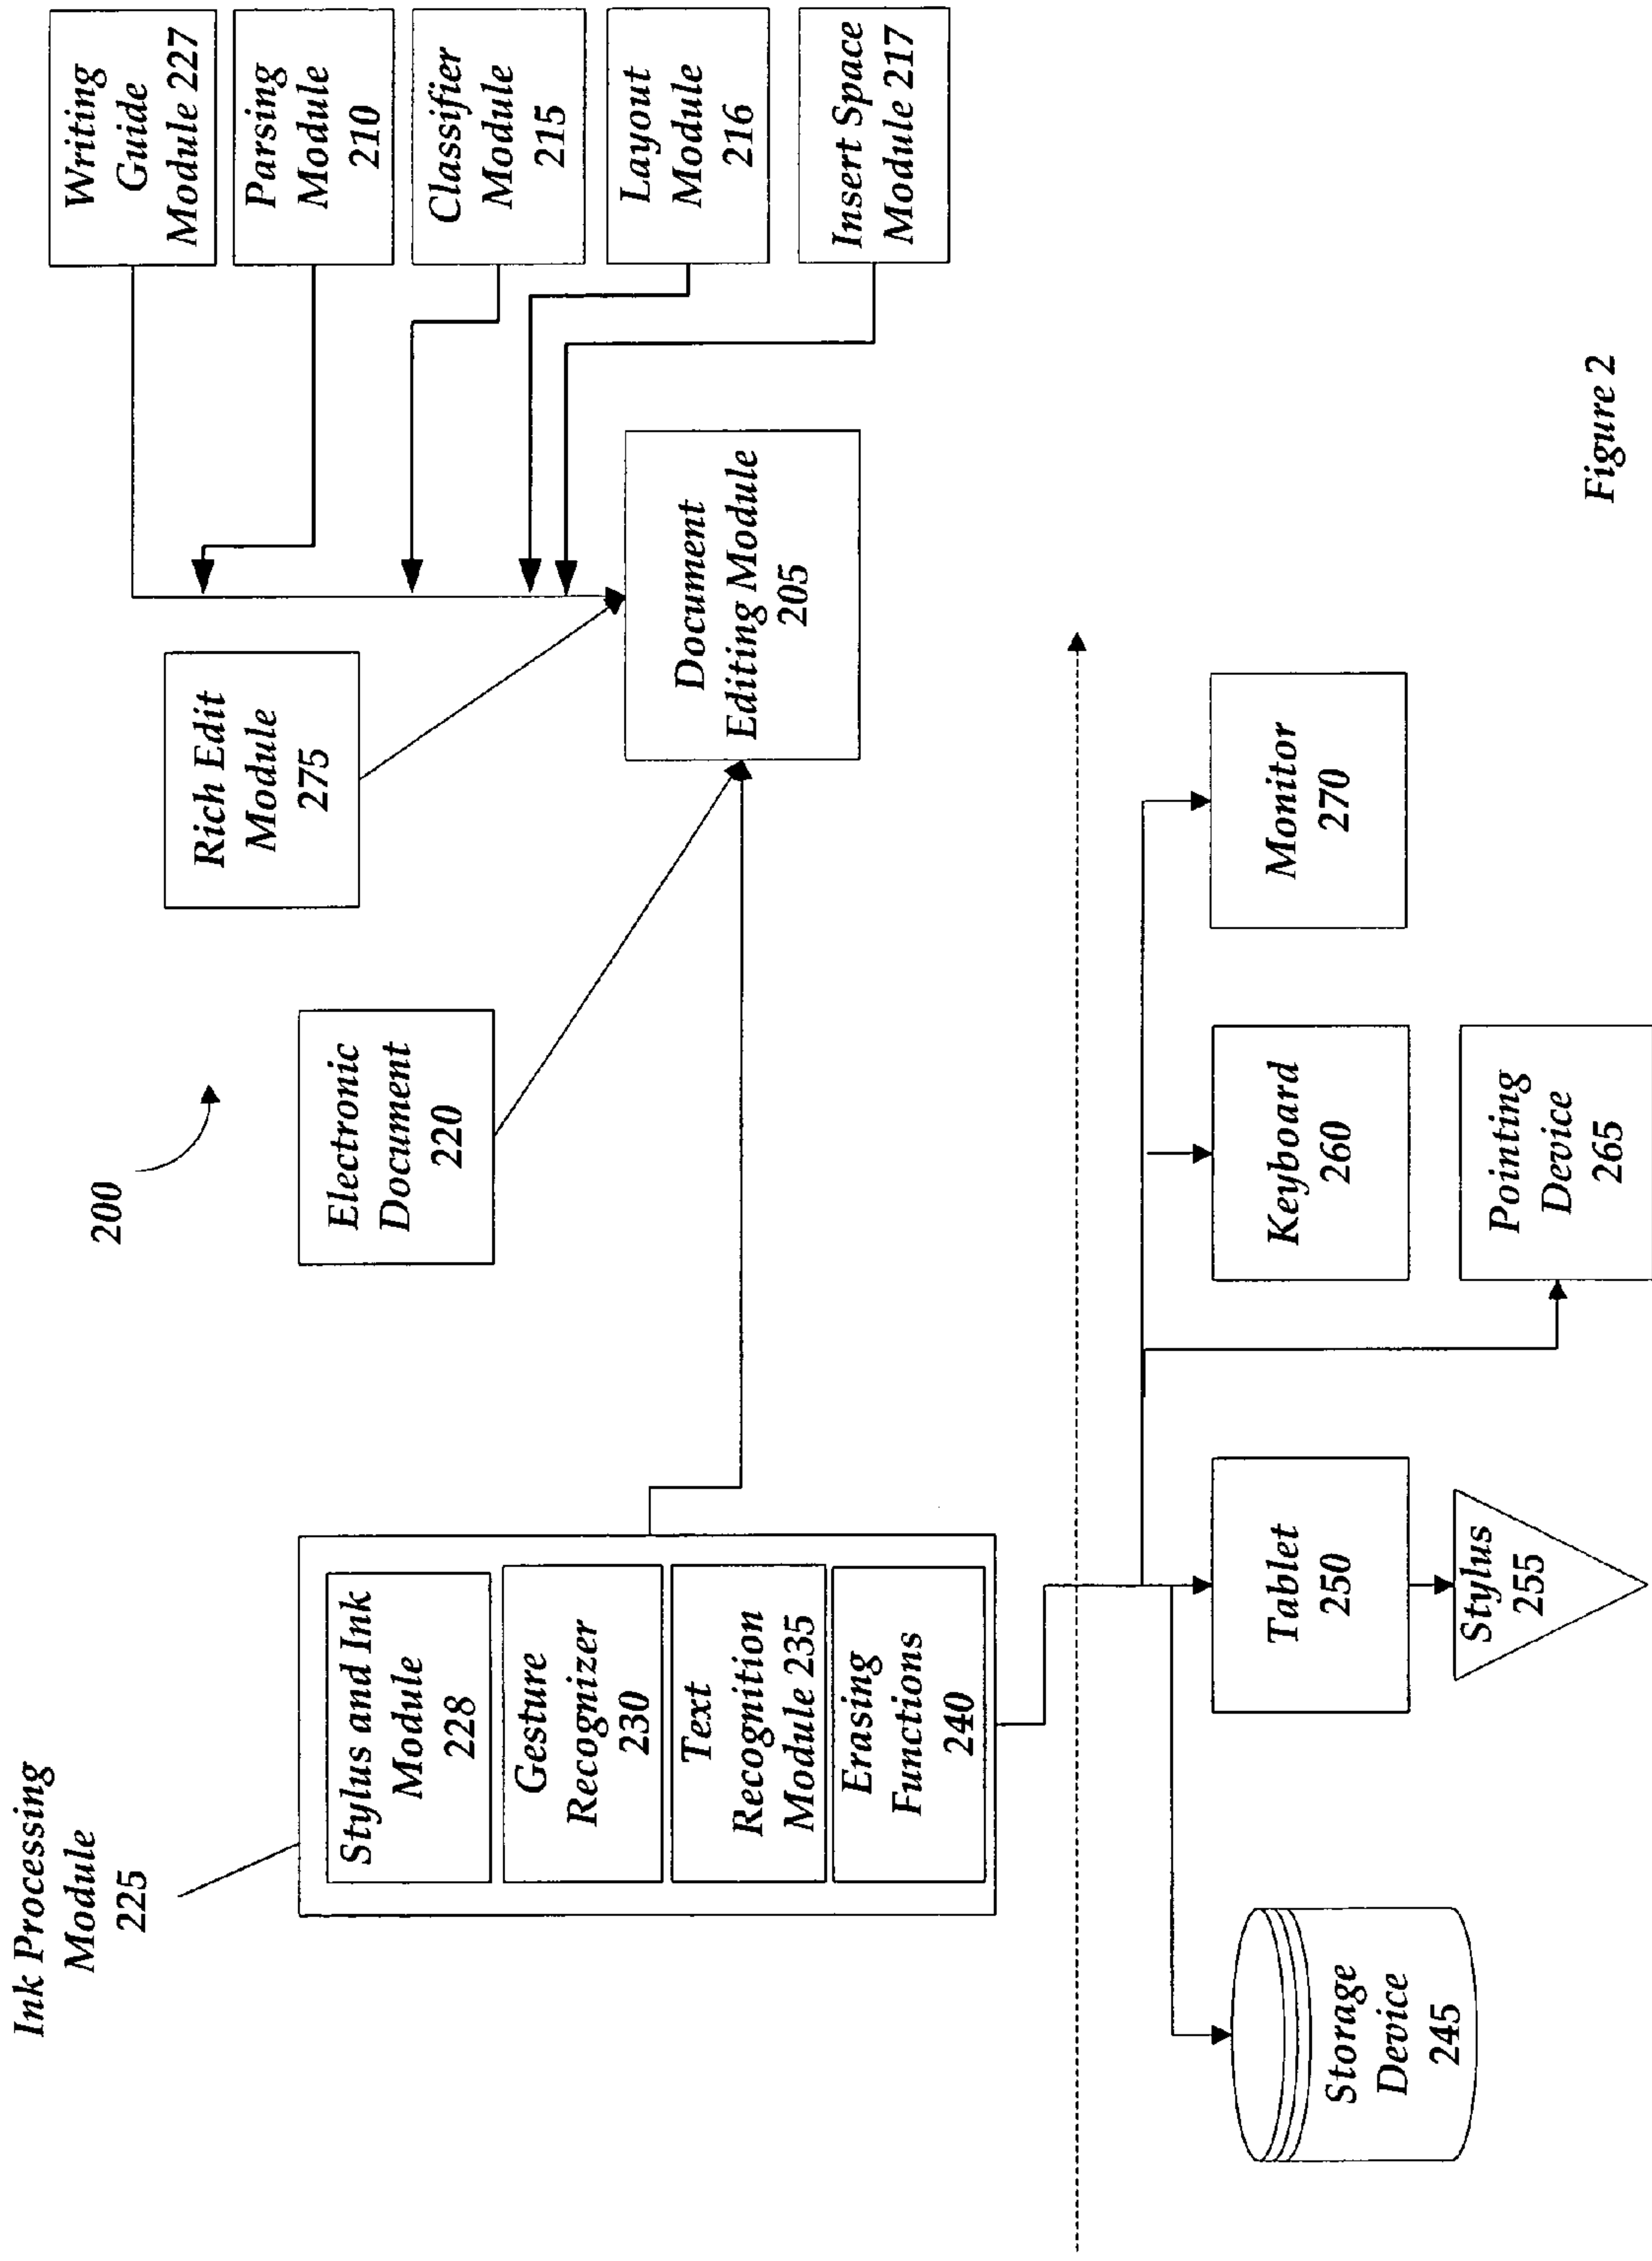 Ink Processing
Module
225
200
Stylus and Ink
Module
228
Gesture
Recognizer
230
Text
Recognition
Module 235
Erasing
Functions
240
Electronic
Document
220
Rich Edit
Module
275
Writing
Guide
Module 227
Parsing
Module
210
Classifier
Module
215
Layout
Module
216
Insert Space
Module 217
Document
Editing Module
205
Storage
Device
245
Tablet
250
Stylus
255
Keyboard
260
Pointing
Device
265
Monitor
270
Figure 2